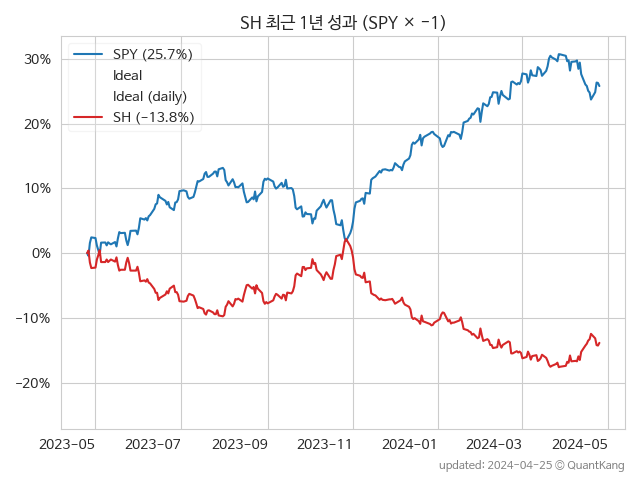 SH 최근 1년 성과 (SPY × −1)
SPY (25.7%)
Ideal
Ideal (daily)
SH (−13.8%)
30%
20%
10%
0%
−10%
−20%
2023−05 2023−07 2023−09 2023−11 2024−01 2024−03 2024−05
updated: 2024−04−25 © QuantKang